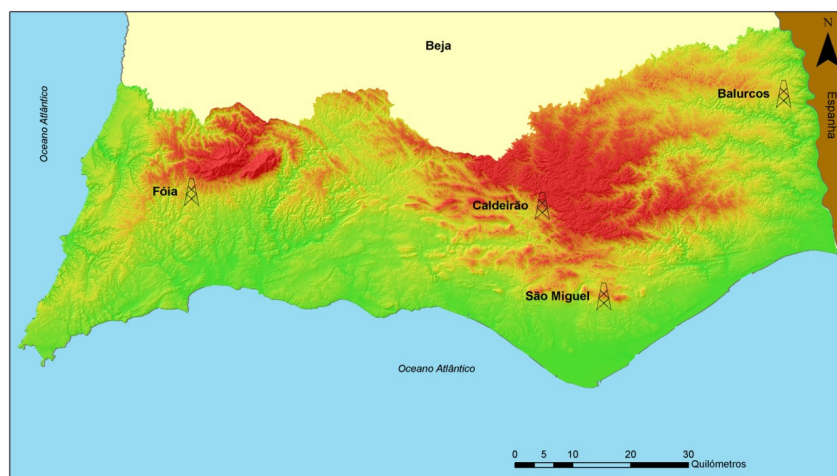 N
Beja
Balurcos
Espanha
Oceano Atlântico
Fóia
Caldeirão
São Miguel
Oceano Atlântico
0 5 10 20 30
Quilómetros